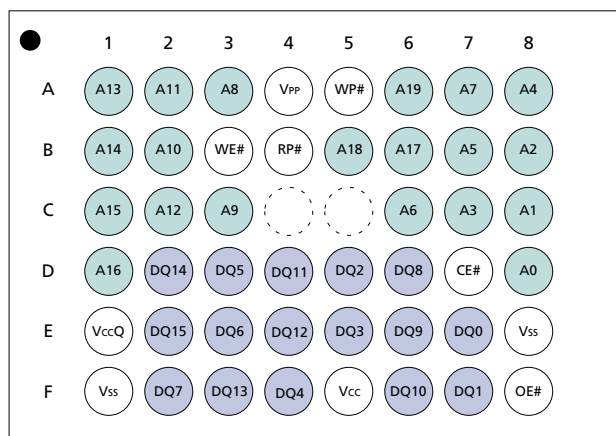 1 2 3 4 5 6 7 8
A A13 A11 A8 VPP WP# A19 A7 A4
B A14 A10 WE# RP# A18 A17 A5 A2
C A15 A12 A9 A6 A3 A1
D A16 DQ14 DQ5 DQ11 DQ2 DQ8 CE# A0
E VCCQ DQ15 DQ6 DQ12 DQ3 DQ9 DQ0 VSS
F VSS DQ7 DQ13 DQ4 VCC DQ10 DQ1 OE#